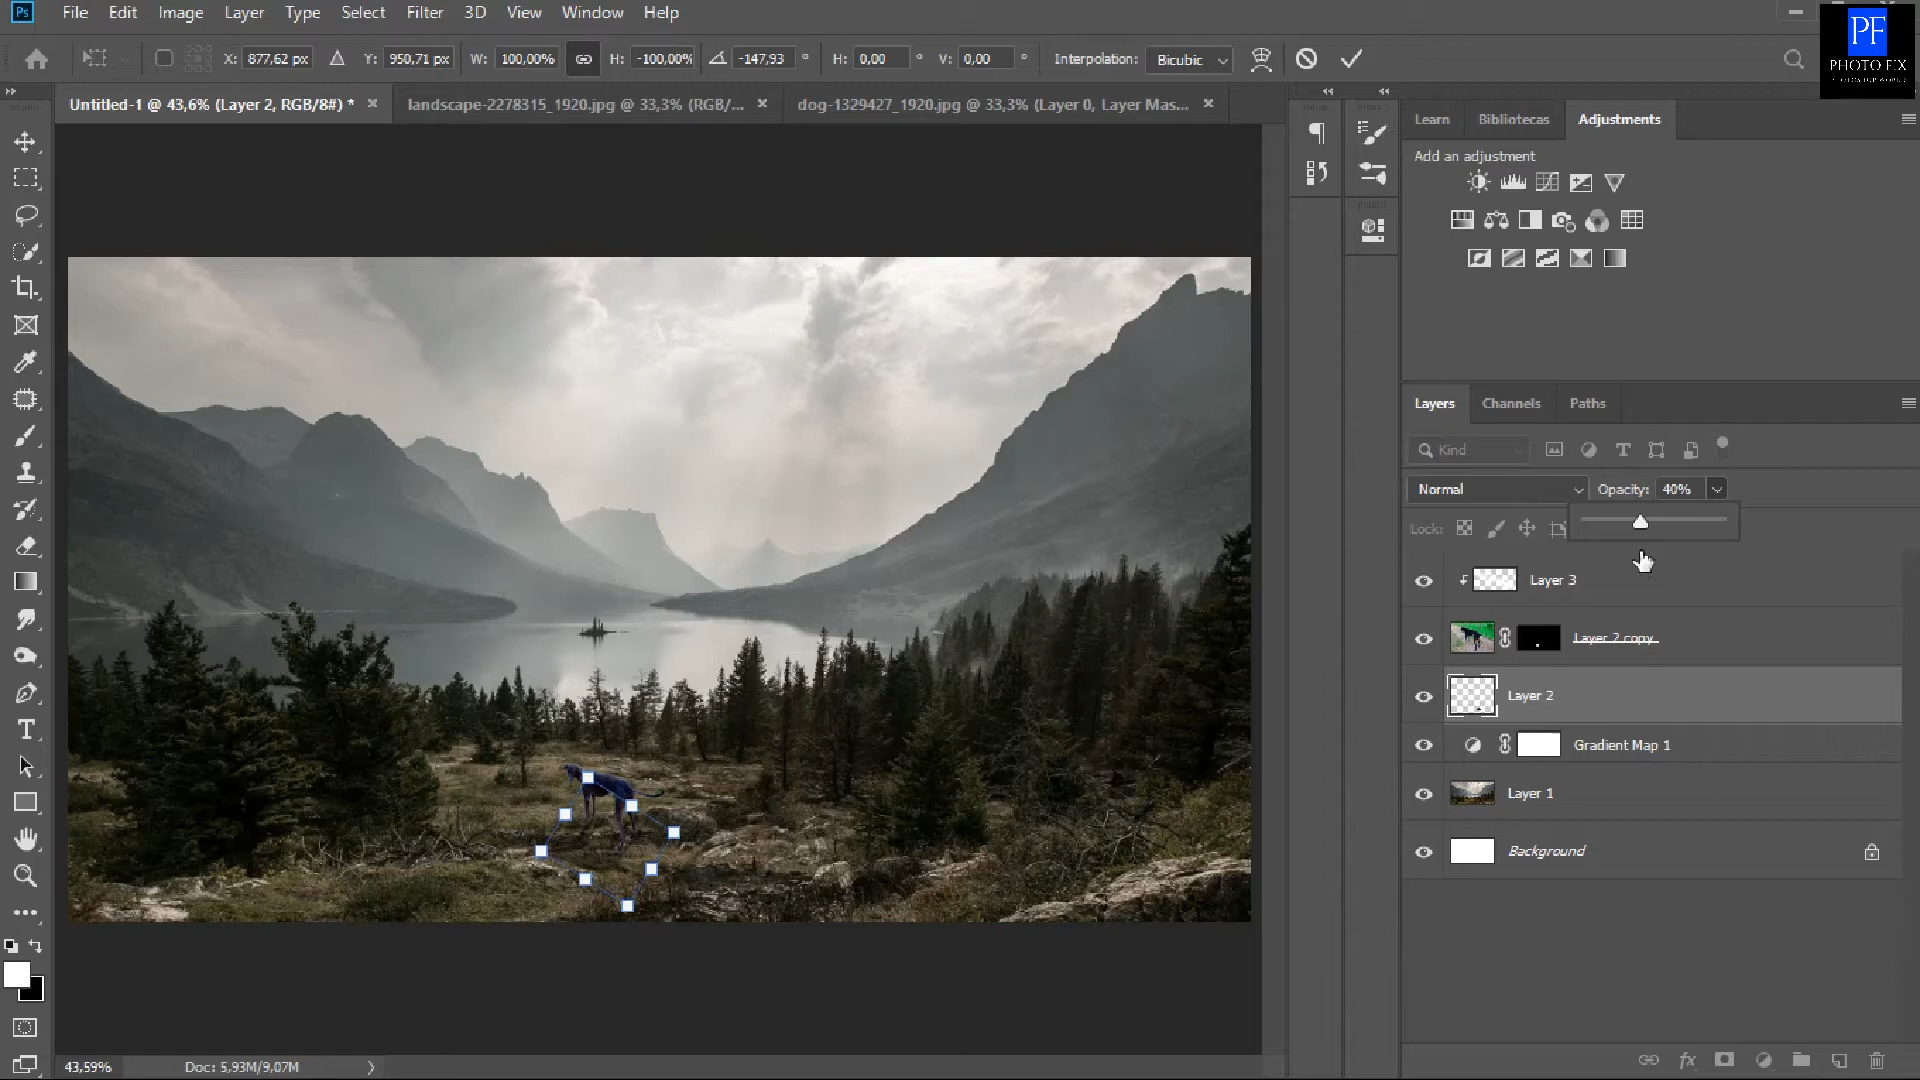 Ps File Edit Image Layer Type Select Filter 3D View Window Help
PF
PHOTO FIX
X: 877,62 px Y: 950,71 px W: 100,00% H: -100,00% -147,93 ° H: 0,00 ° V: 0,00 ° Interpolation: Bicubic
Untitled-1 @ 43,6% (Layer 2, RGB/8#) * × landscape-2278315_1920.jpg @ 33,3% (RGB/... × dog-1329427_1920.jpg @ 33,3% (Layer 0, Layer Mas... ×
Learn Bibliotecas Adjustments
Add an adjustment
Layers Channels Paths
Kind
Normal Opacity: 40%
Lock:
Layer 3
Layer 2 copy
Layer 2
Gradient Map 1
Layer 1
Background
43,59% Doc: 5,93M/9,07M
fx